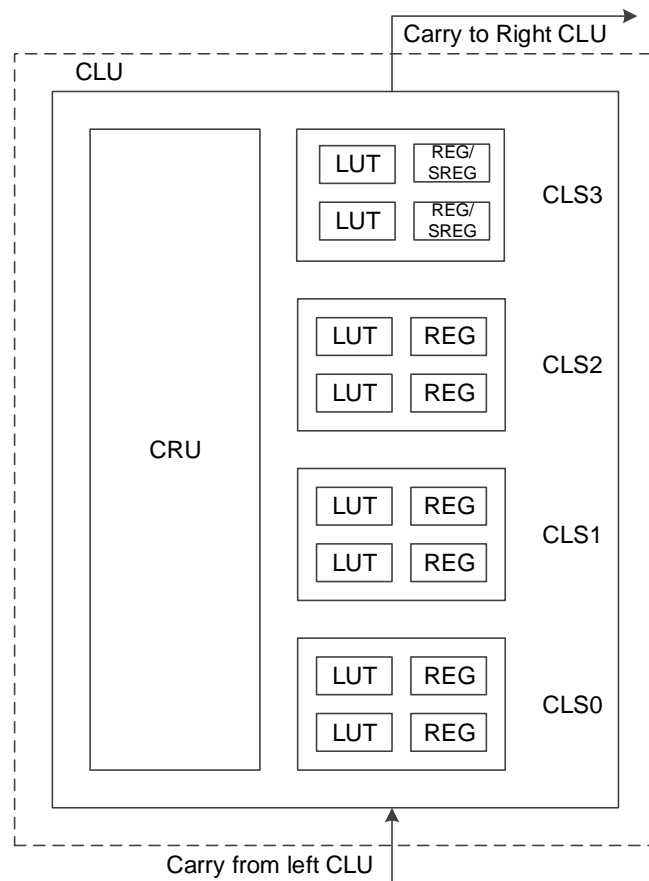 Carry to Right CLU
CLU
LUT REG/
SREG
CLS3
LUT REG/
SREG
LUT REG
CLS2
LUT REG
CRU
LUT REG
CLS1
LUT REG
LUT REG
CLS0
LUT REG
Carry from left CLU